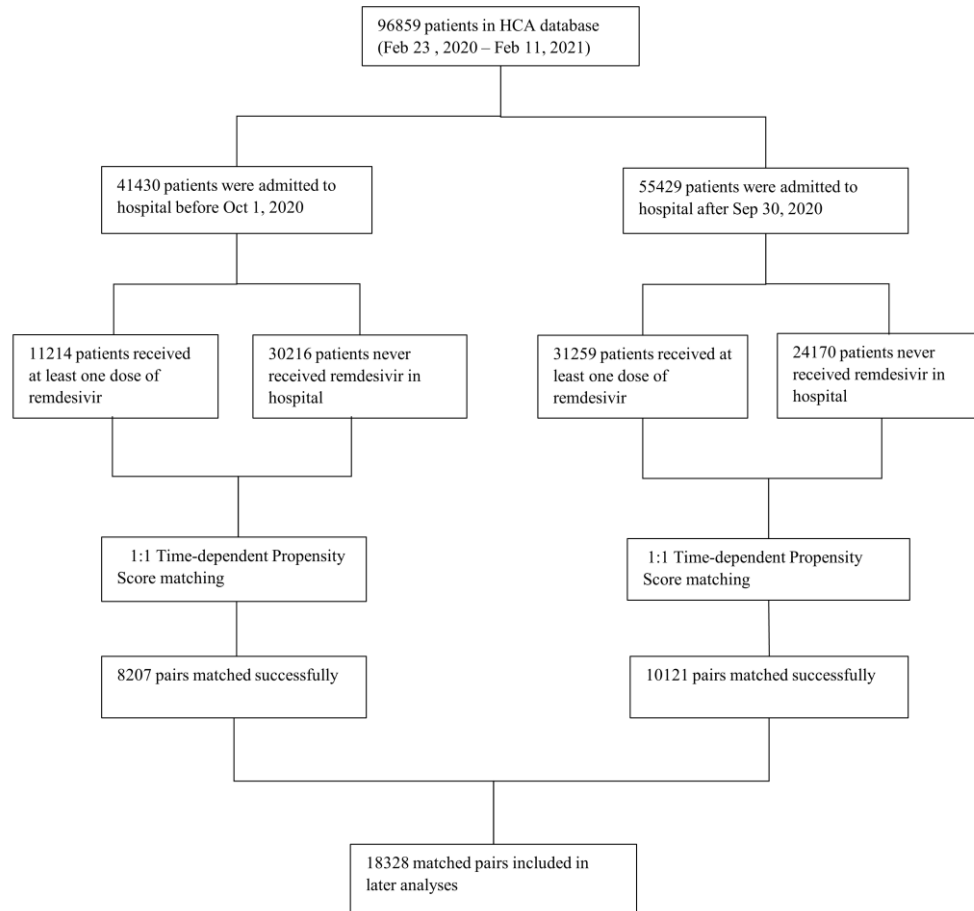 96859 patients in HCA database
(Feb 23 , 2020 – Feb 11, 2021)
41430 patients were admitted to
hospital before Oct 1, 2020
55429 patients were admitted to
hospital after Sep 30, 2020
11214 patients received
at least one dose of
remdesivir
30216 patients never
received remdesivir in
hospital
31259 patients received at
least one dose of
remdesivir
24170 patients never
received remdesivir in
hospital
1:1 Time-dependent Propensity
Score matching
1:1 Time-dependent Propensity
Score matching
8207 pairs matched successfully
10121 pairs matched successfully
18328 matched pairs included in
later analyses